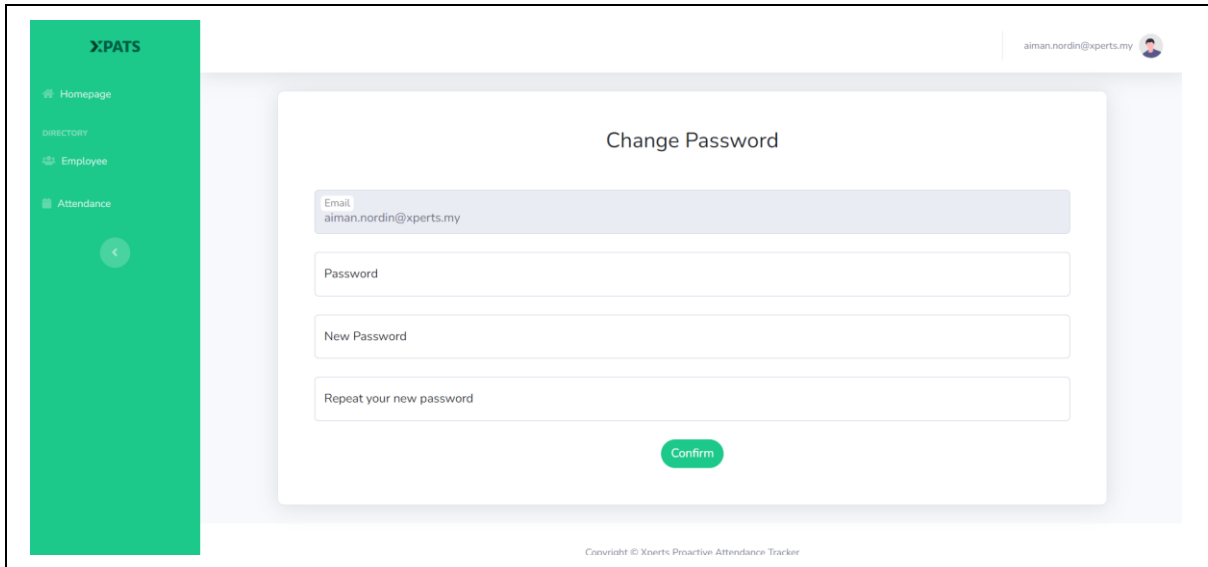 XPATS
aiman.nordin@xperts.my
Homepage
DIRECTORY
Employee
Attendance
Change Password
Email
aiman.nordin@xperts.my
Password
New Password
Repeat your new password
Confirm
Copyright © Xperts Proactive Attendance Tracker